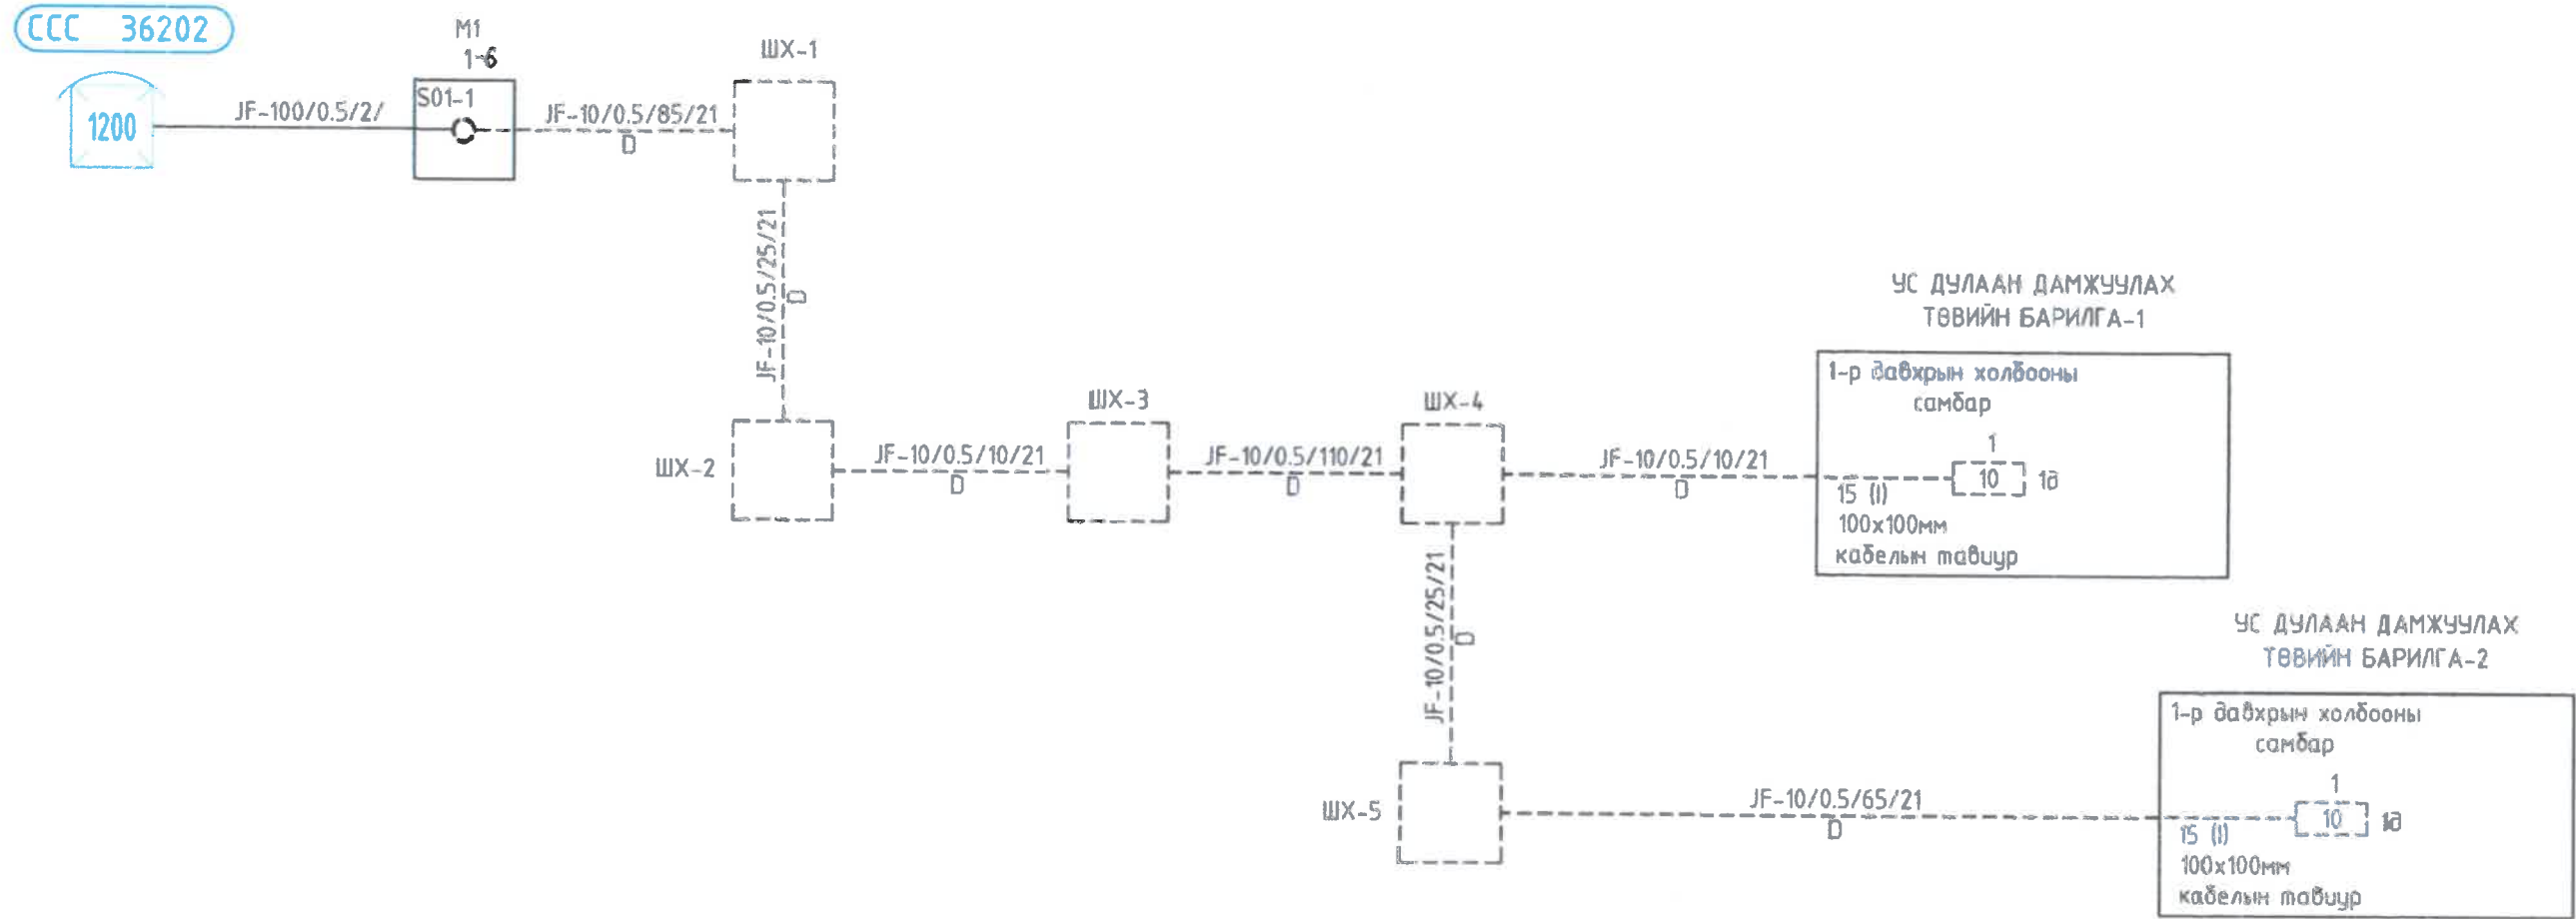 ССС 36202
1200
JF-100/0.5/2/
М1
1-6
S01-1
JF-10/0.5/85/21
D
ШХ-1
JF-10/0.5/25/21
D
ШХ-2
JF-10/0.5/10/21
D
ШХ-3
JF-10/0.5/110/21
D
ШХ-4
JF-10/0.5/10/21
D
УС ДУЛААН ДАМЖУУЛАХ
ТӨВИЙН БАРИЛГА-1
1-р давхрын холбооны
самбар
1
10
1д
15 (I)
100х100мм
кабелын тавиур
JF-10/0.5/25/21
D
ШХ-5
JF-10/0.5/65/21
D
УС ДУЛААН ДАМЖУУЛАХ
ТӨВИЙН БАРИЛГА-2
1-р давхрын холбооны
самбар
1
10
1д
15 (I)
100х100мм
кабелын тавиур